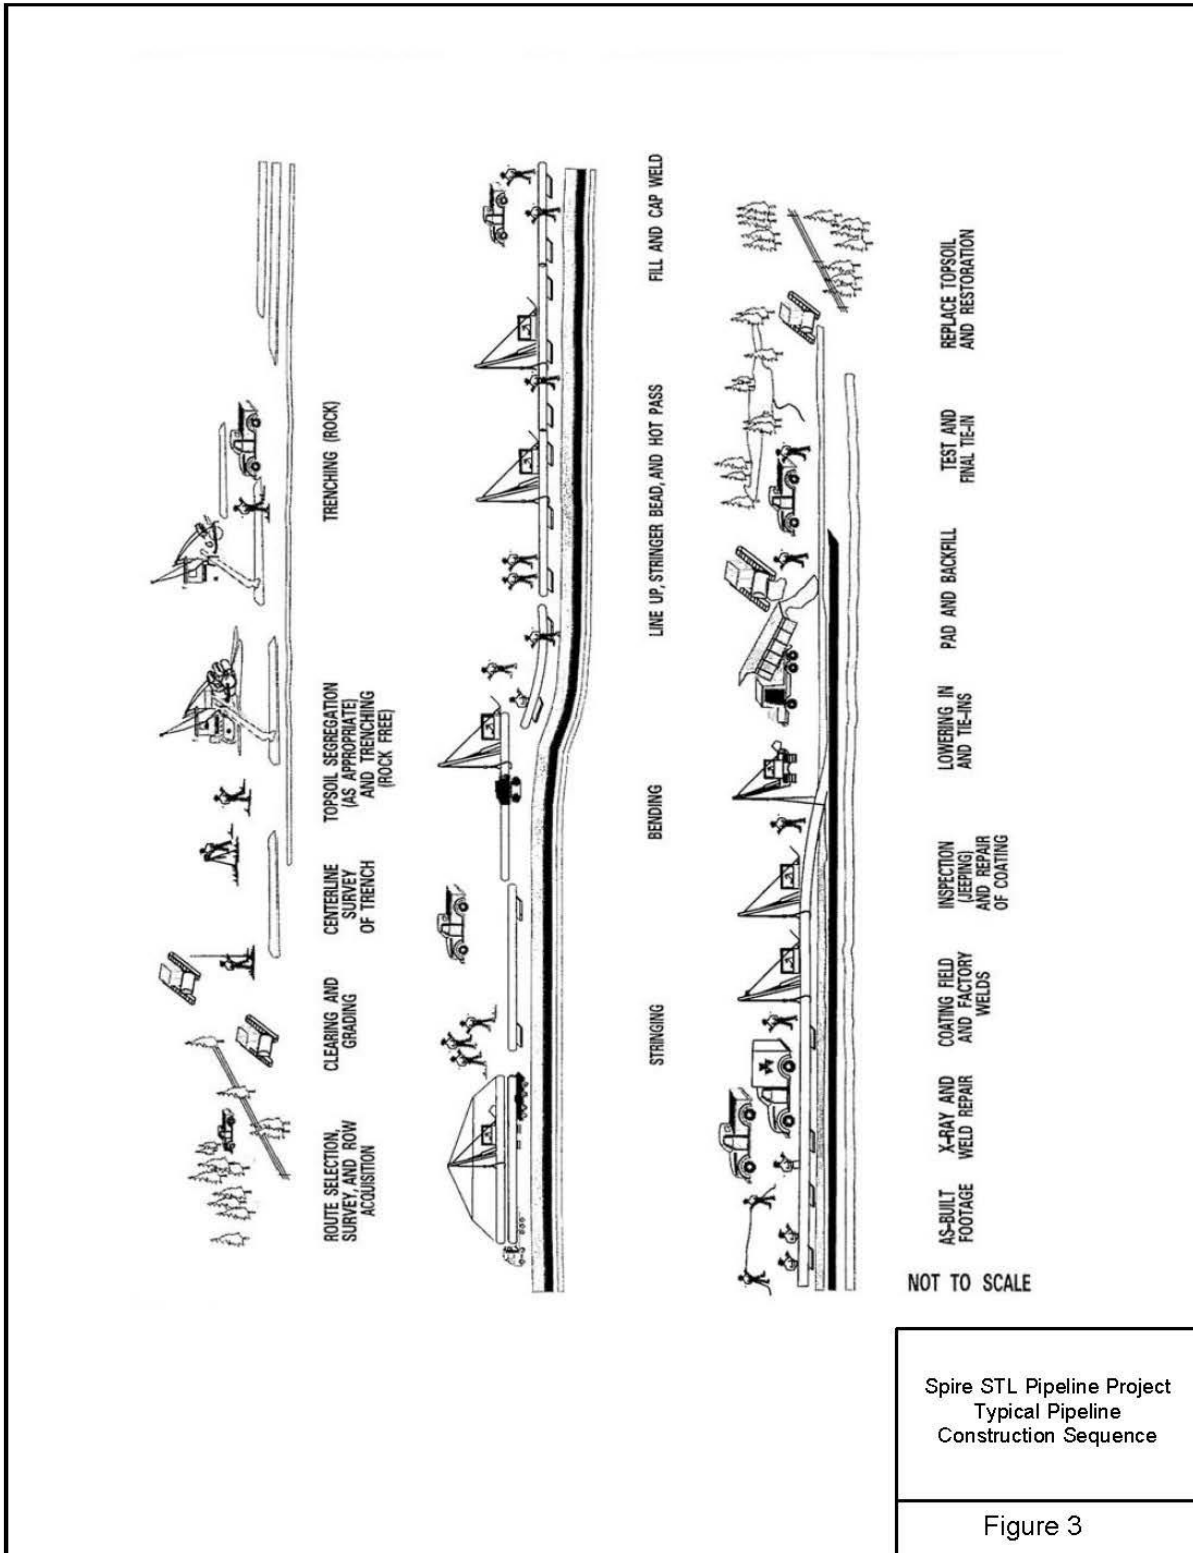 ROUTE SELECTION,
SURVEY, AND ROW
ACQUISITION
CLEARING AND
GRADING
CENTERLINE
SURVEY
OF TRENCH
TOPSOIL SEGREGATION
(AS APPROPRIATE)
AND TRENCHING
(ROCK FREE)
TRENCHING (ROCK)
STRINGING
BENDING
LINE UP, STRINGER BEAD, AND HOT PASS
FILL AND CAP WELD
AS-BUILT
FOOTAGE
X-RAY AND
WELD REPAIR
COATING FIELD
AND FACTORY
WELDS
INSPECTION
(JEEPING)
AND REPAIR
OF COATING
LOWERING IN
AND TIE-INS
PAD AND BACKFILL
TEST AND
FINAL TIE-IN
REPLACE TOPSOIL
AND RESTORATION
NOT TO SCALE
Spire STL Pipeline Project
Typical Pipeline
Construction Sequence
Figure 3